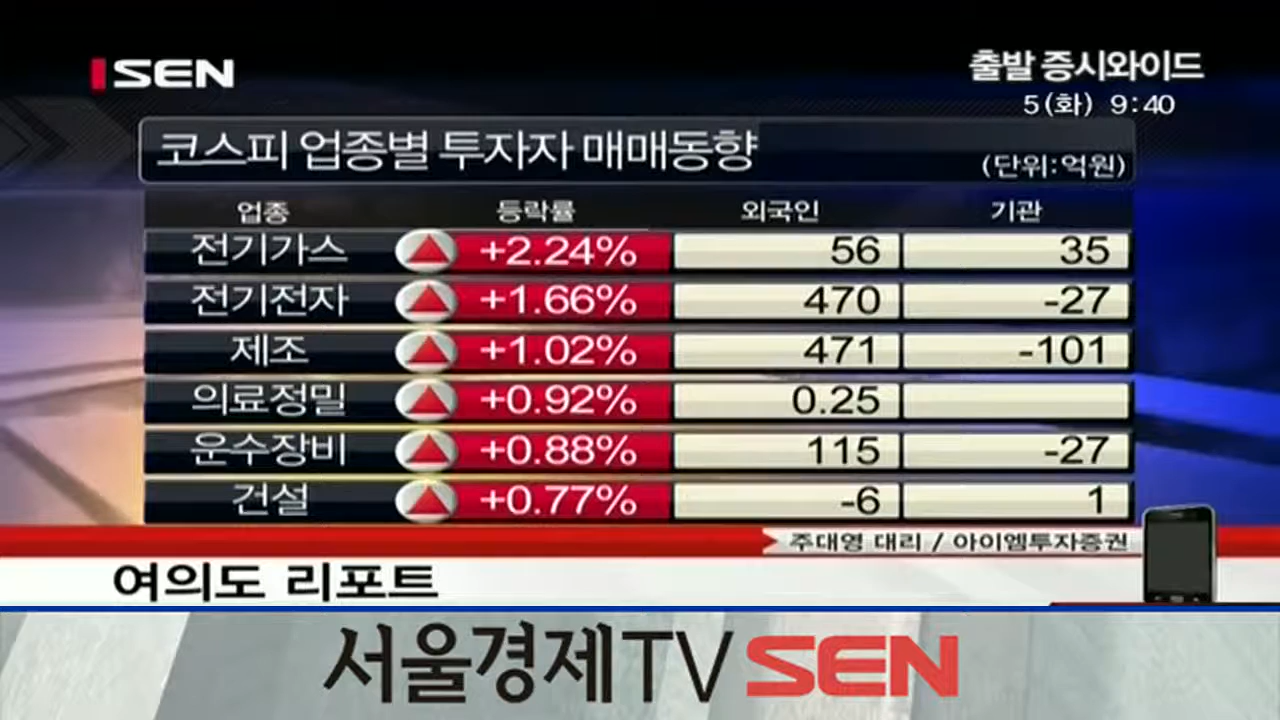 SEN
출발 증시와이드
5(화) 9:40
코스피 업종별 투자자 매매동향
(단위:억원)
업종 등락률 외국인 기관
전기가스 +2.24% 56 35
전기전자 +1.66% 470 -27
제조 +1.02% 471 -101
의료정밀 +0.92% 0.25
운수장비 +0.88% 115 -27
건설 +0.77% -6 1
주대영 대리 / 아이엠투자증권
여의도 리포트
서울경제TV SEN